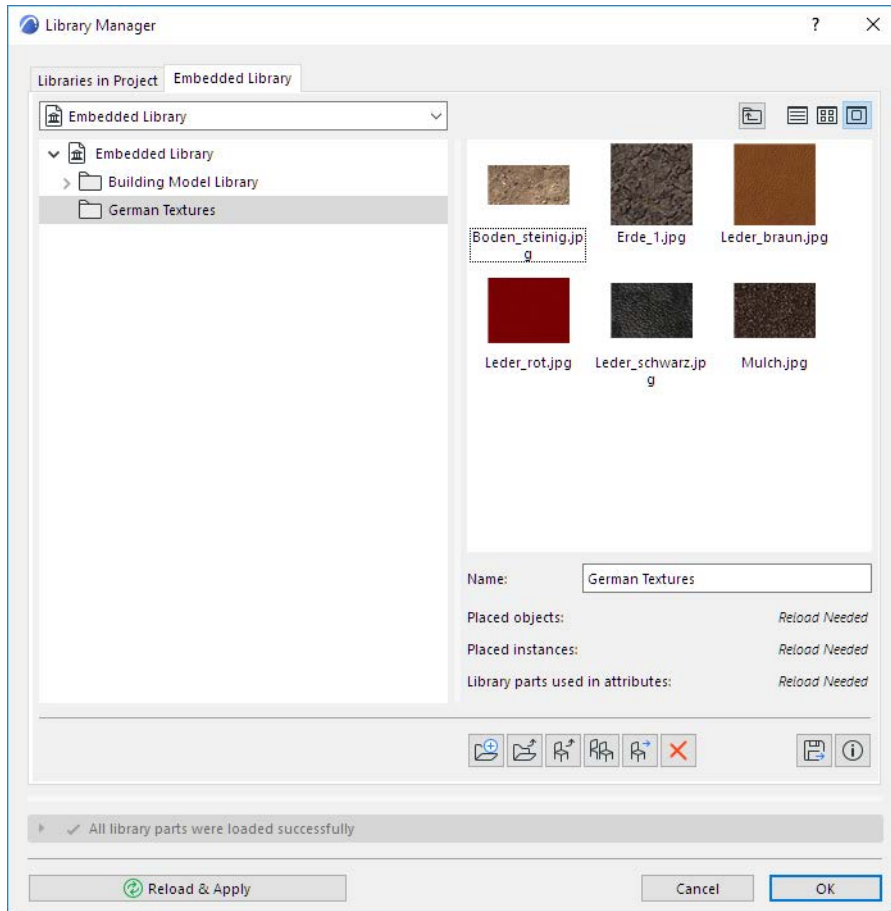 Library Manager
?
Libraries in Project
Embedded Library
Embedded Library
Embedded Library
Building Model Library
German Textures
Boden_steinig.jp
g
Erde_1.jpg
Leder_braun.jpg
Leder_rot.jpg
Leder_schwarz.jp
g
Mulch.jpg
Name:
German Textures
Placed objects:
Reload Needed
Placed instances:
Reload Needed
Library parts used in attributes:
Reload Needed
All library parts were loaded successfully
Reload & Apply
Cancel
OK